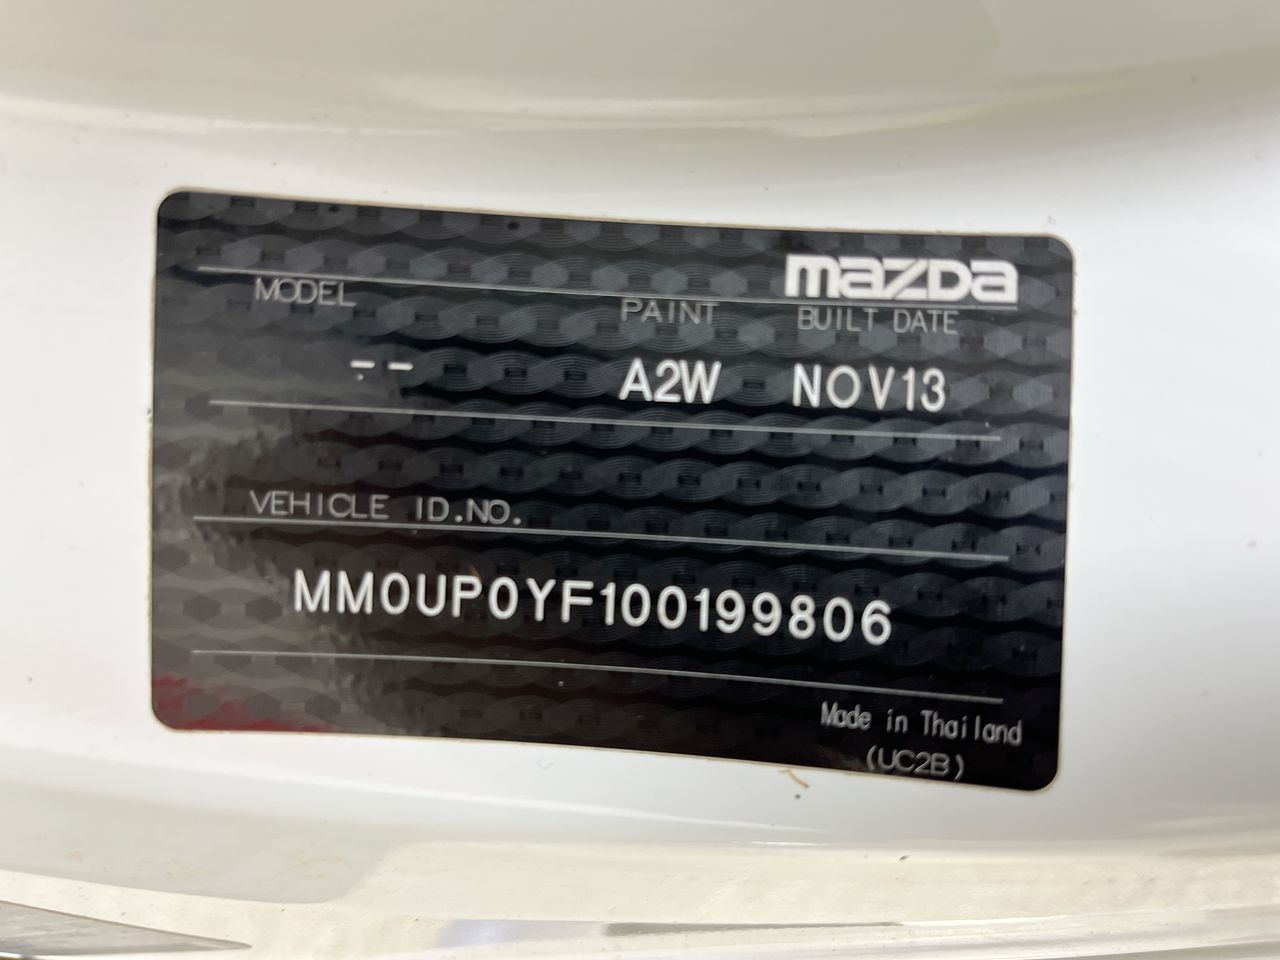 mazda
MODEL PAINT BUILT DATE
-- A2W NOV13
VEHICLE ID.NO.
MM0UP0YF100199806
Made in Thailand
(UC2B)